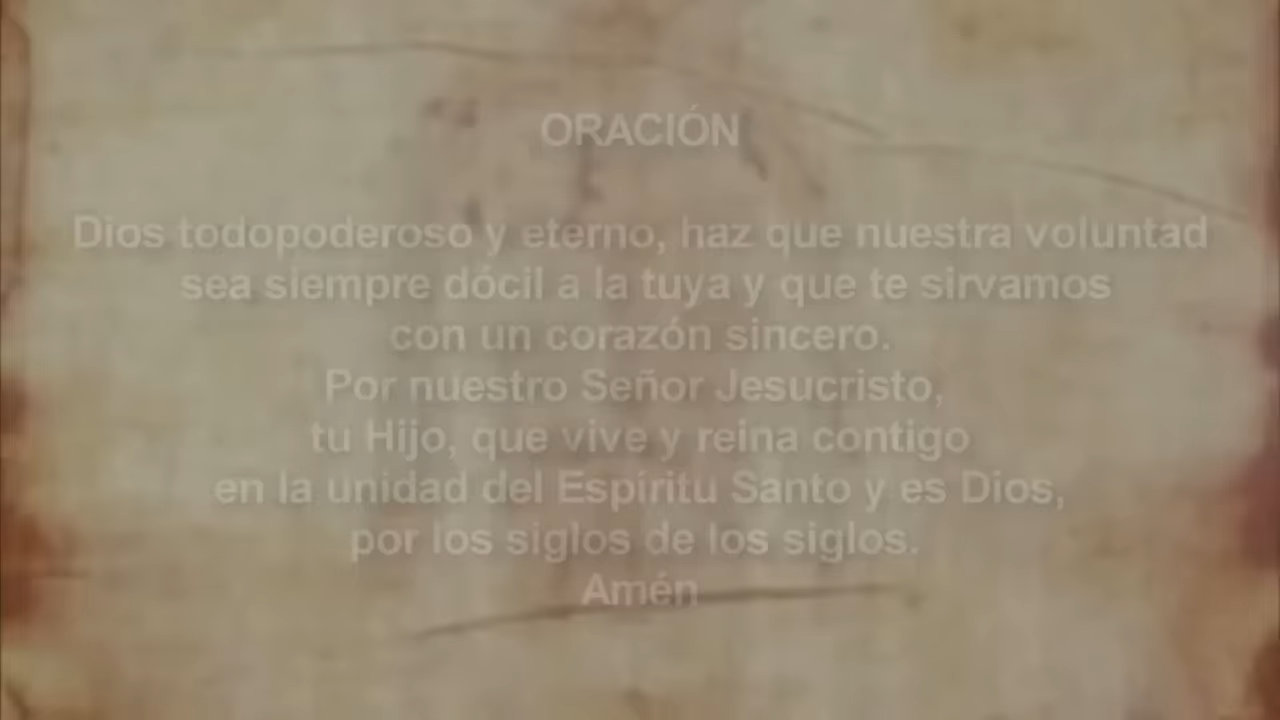 ORACIÓN
Dios todopoderoso y eterno, haz que nuestra voluntad
sea siempre dócil a la tuya y que te sirvamos
con un corazón sincero.
Por nuestro Señor Jesucristo,
tu Hijo, que vive y reina contigo
en la unidad del Espíritu Santo y es Dios,
por los siglos de los siglos.
Amén